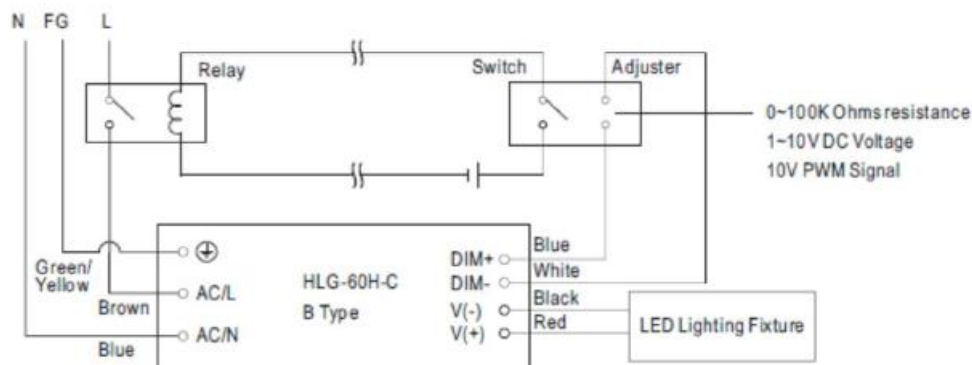 N FG L
Relay
Switch
Adjuster
0~100K Ohms resistance
1~10V DC Voltage
10V PWM Signal
Green/
Yellow
Brown
Blue
AC/L
AC/N
HLG-60H-C
B Type
DIM+
DIM-
V(-)
V(+)
Blue
White
Black
Red
LED Lighting Fixture